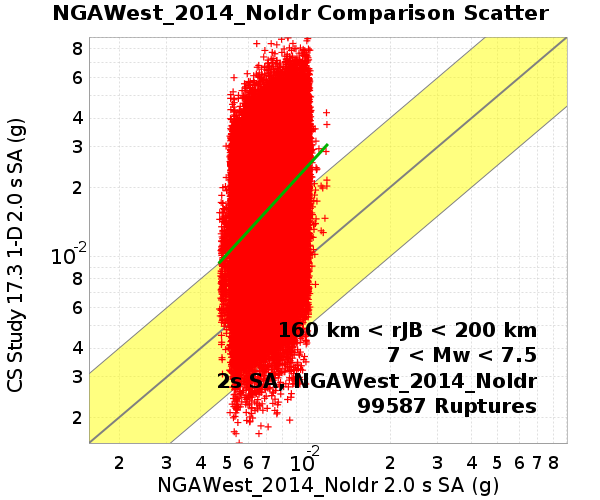 NGAWest_2014_NoIdr Comparison Scatter
CS Study 17.3 1-D 2.0 s SA (g)
8
6
4
3
2
10^-2
8
6
4
3
2
160 km < rJB < 200 km
7 < Mw < 7.5
2s SA, NGAWest_2014_NoIdr
99587 Ruptures
2 3 4 5 6 7 10^-2 2 3 4 5 6 7 8
NGAWest_2014_NoIdr 2.0 s SA (g)